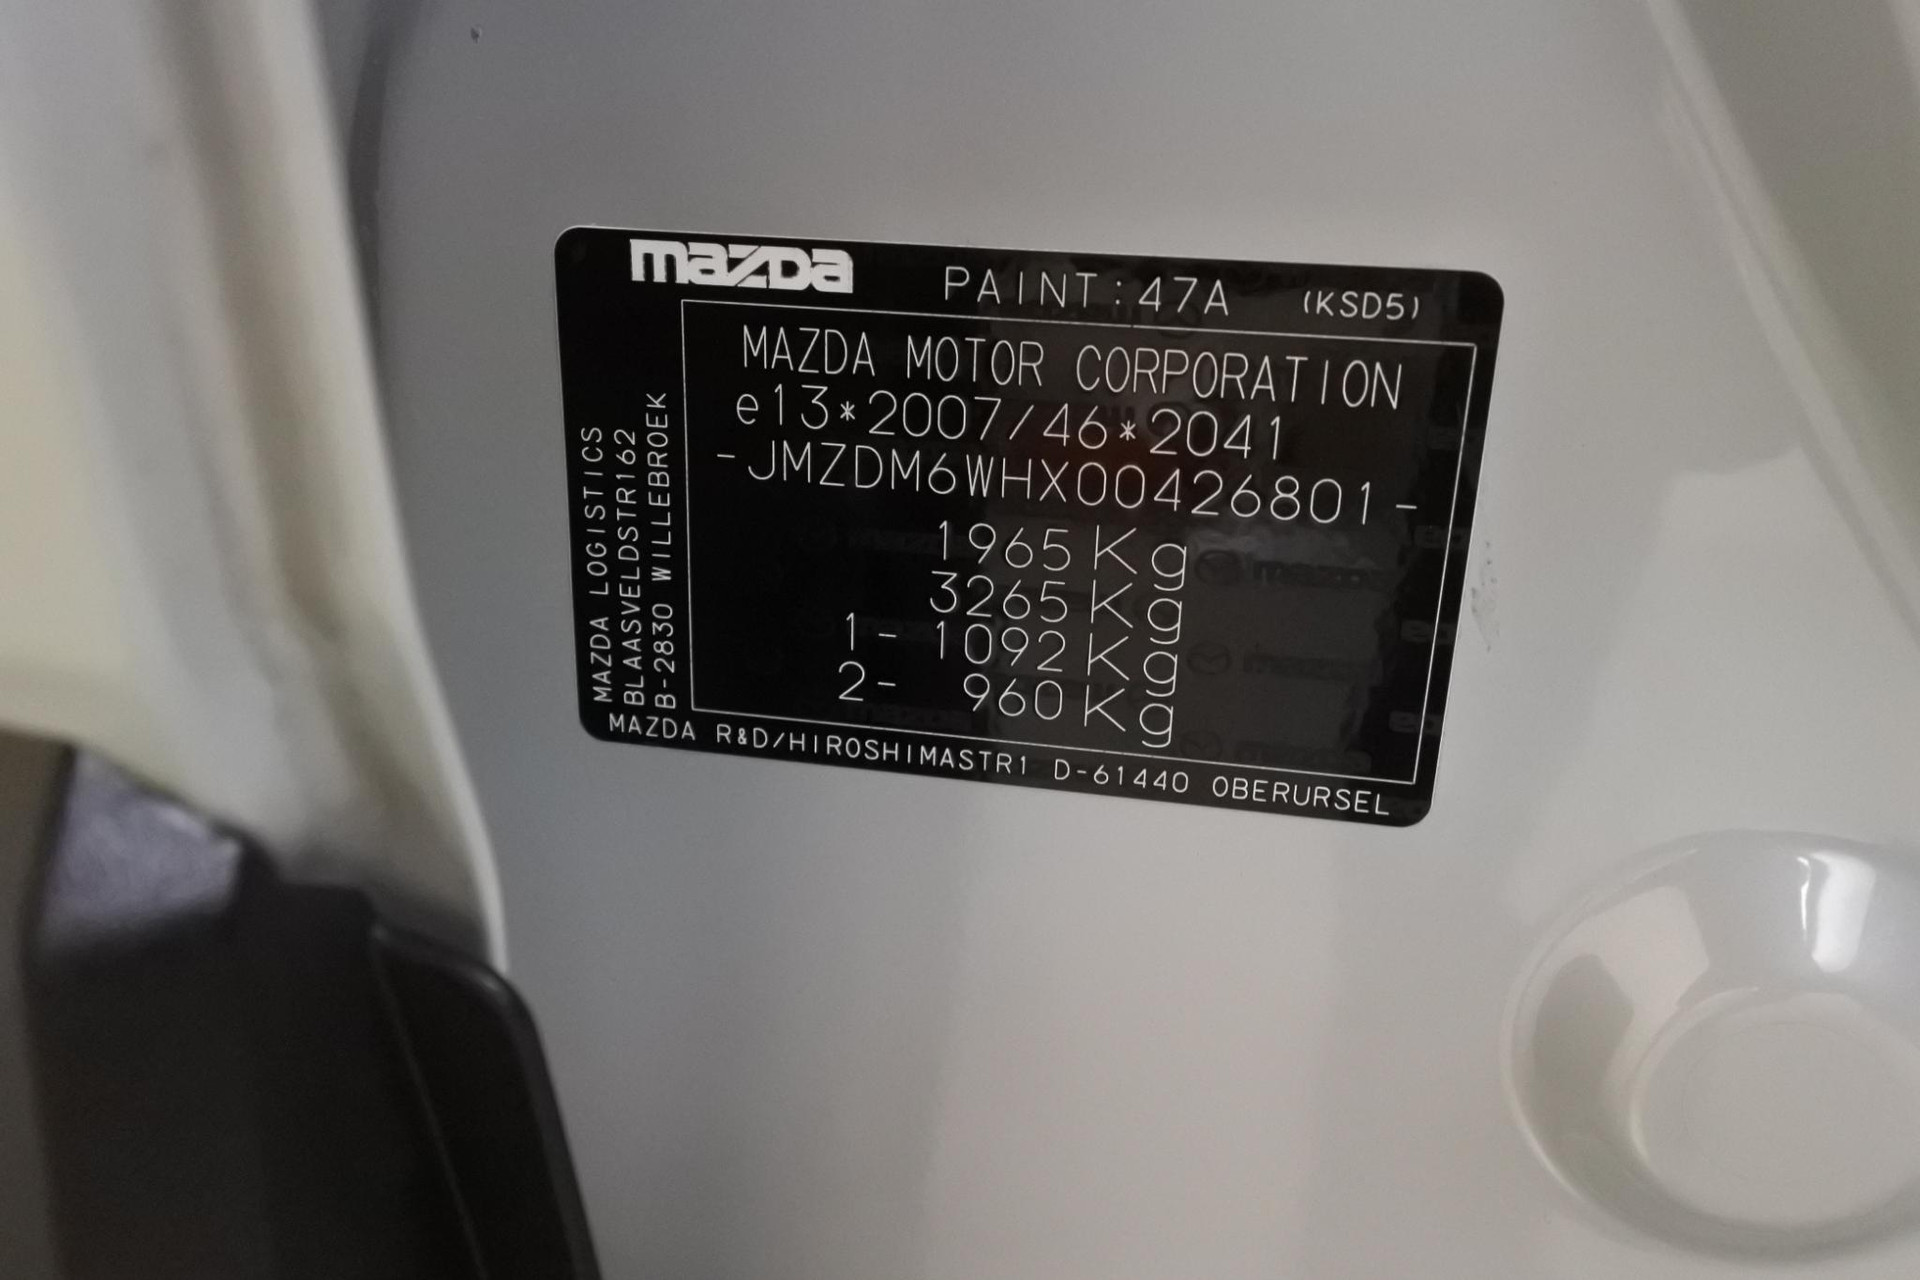 mazda PAINT:47A (KSD5)
MAZDA MOTOR CORPORATION
e13*2007/46*2041
-JMZDM6WHX00426801-
1965Kg
3265Kg
1- 1092Kg
2- 960Kg
MAZDA LOGISTICS
BLAASVELDSTR162
B-2830 WILLEBROEK
MAZDA R&D/HIROSHIMASTR1 D-61440 OBERURSEL